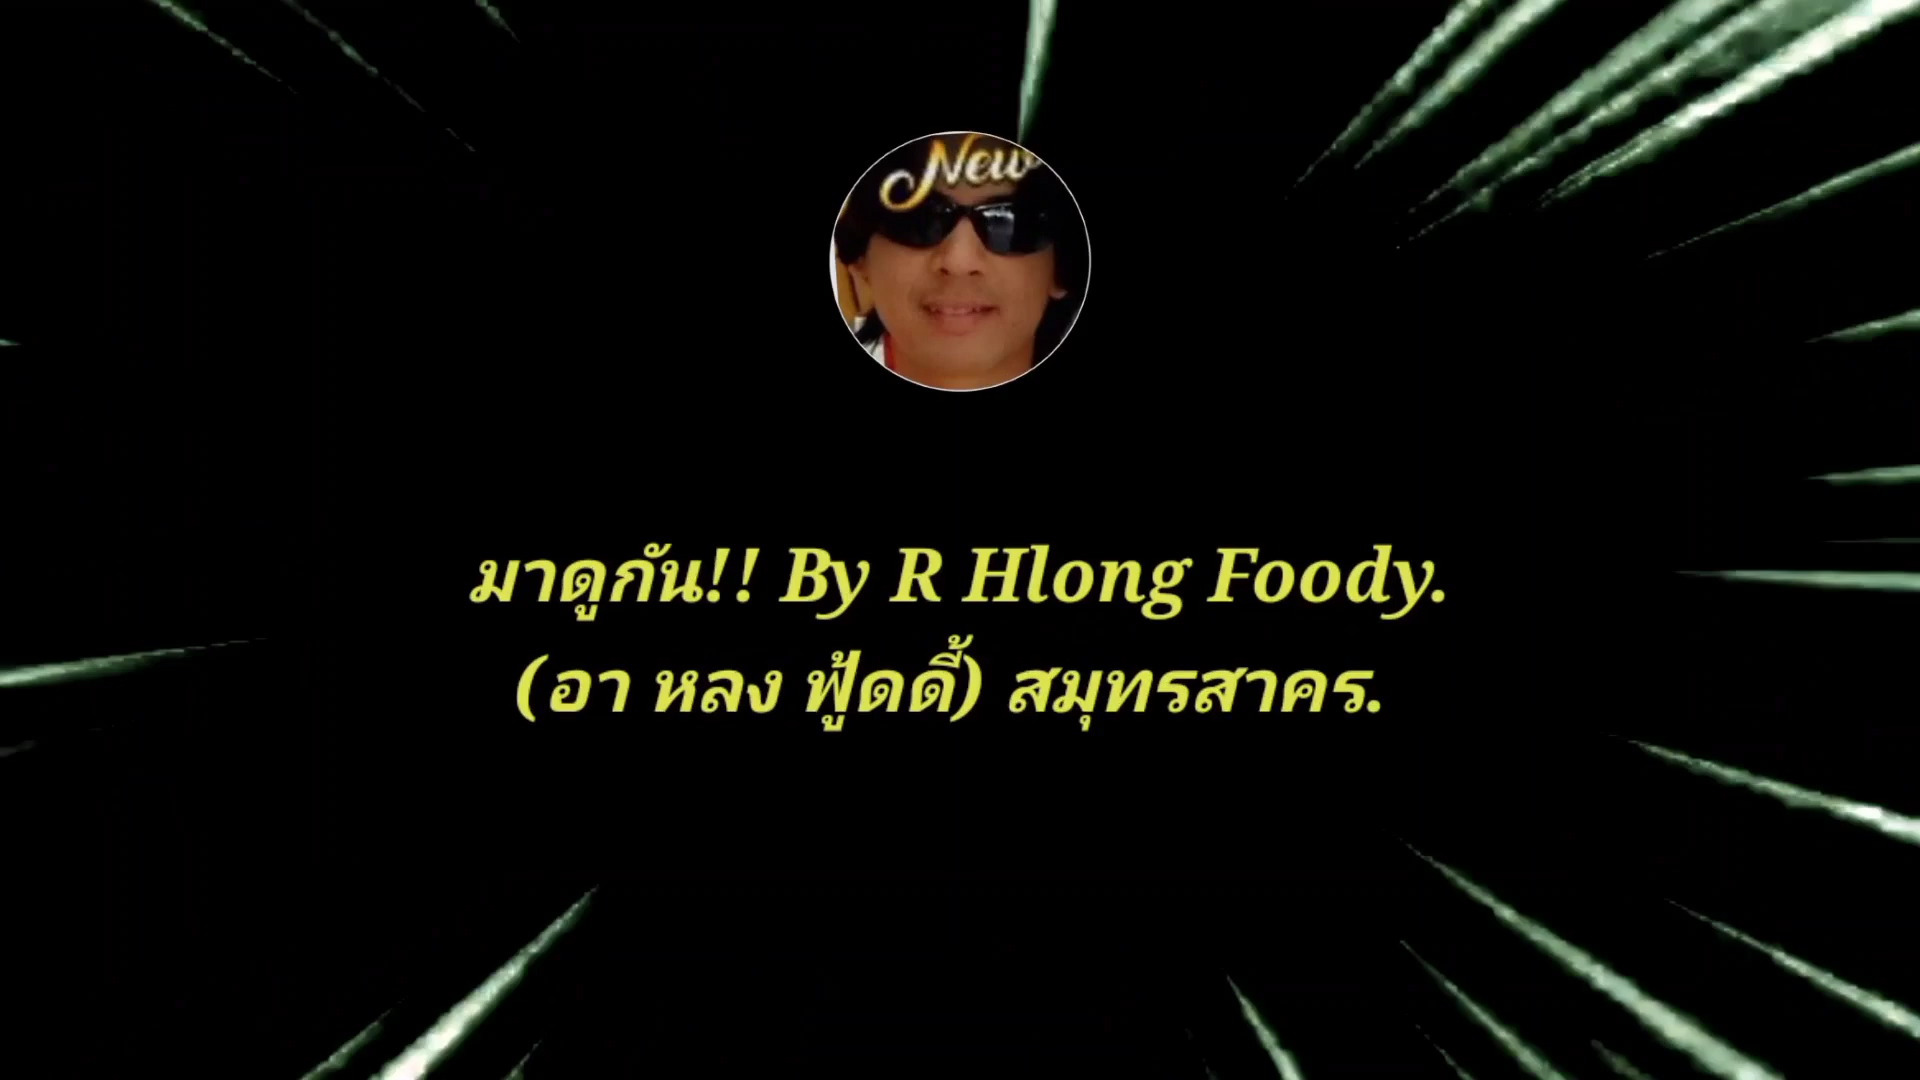 New
มาดูกัน!! By R Hlong Foody.
(อา หลง ฟู้ดดี้) สมุทรสาคร.